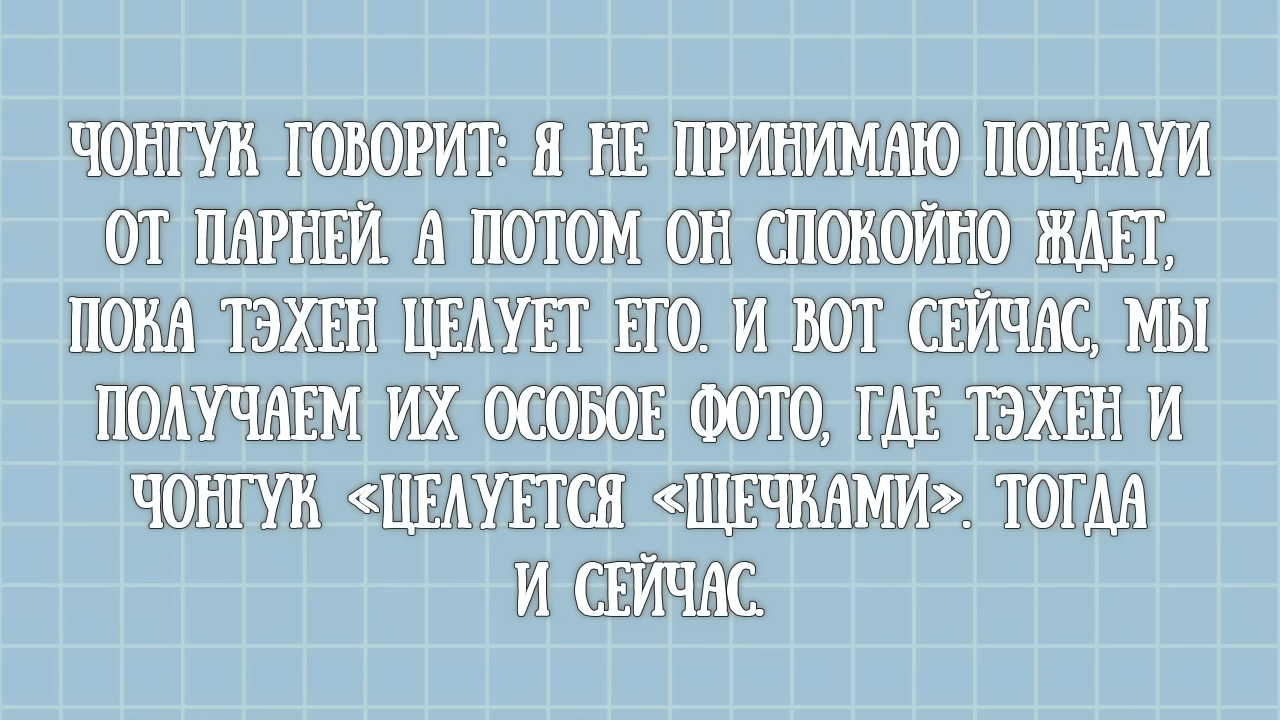 ЧОНГУК ГОВОРИТ: Я НЕ ПРИНИМАЮ ПОЦЕЛУИ
ОТ ПАРНЕЙ. А ПОТОМ ОН СПОКОЙНО ЖДЕТ,
ПОКА ТЭХЕН ЦЕЛУЕТ ЕГО. И ВОТ СЕЙЧАС, МЫ
ПОЛУЧАЕМ ИХ ОСОБОЕ ФОТО, ГДЕ ТЭХЕН И
ЧОНГУК «ЦЕЛУЕТСЯ «ЩЕЧКАМИ». ТОГДА
И СЕЙЧАС.